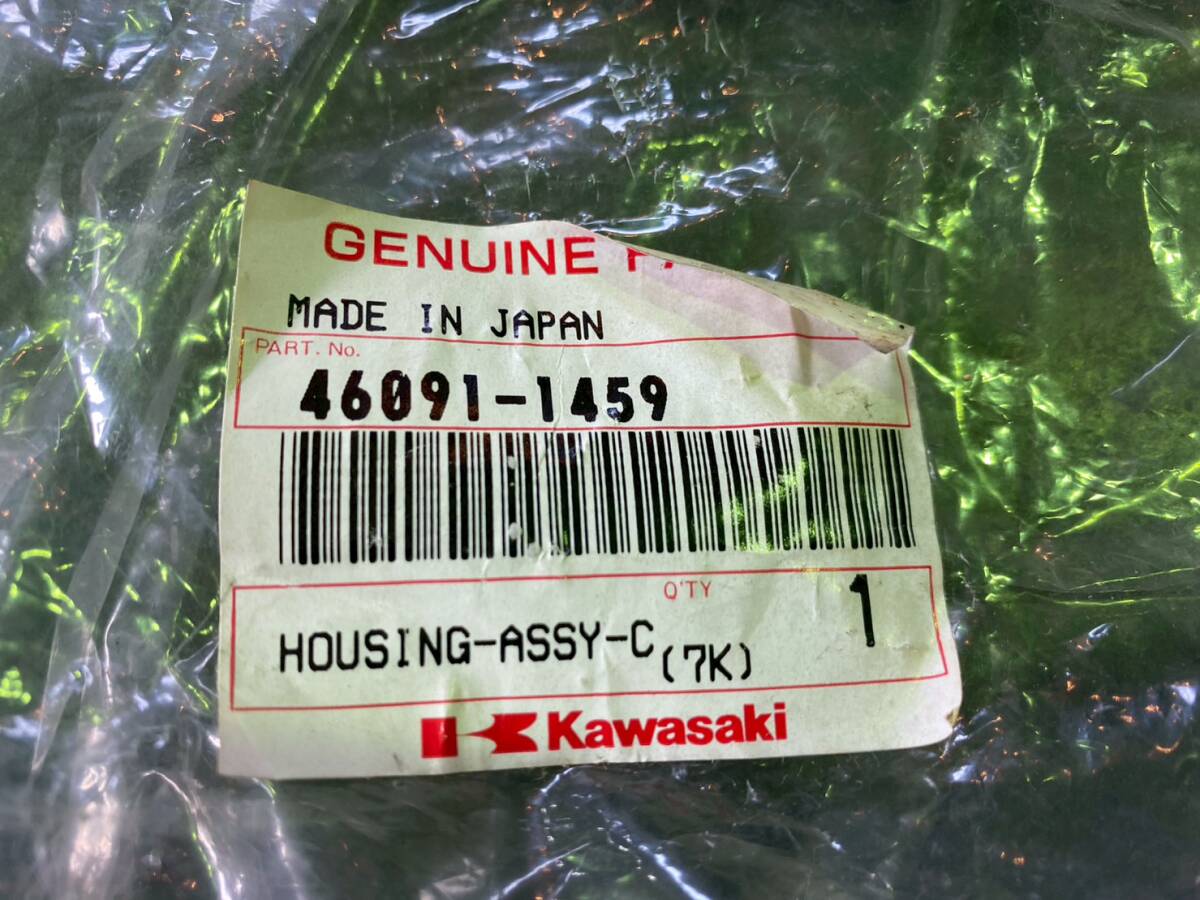 GENUINE
MADE IN JAPAN
PART. No.
46091-1459
Q'TY
1
HOUSING-ASSY-C(7K)
Kawasaki